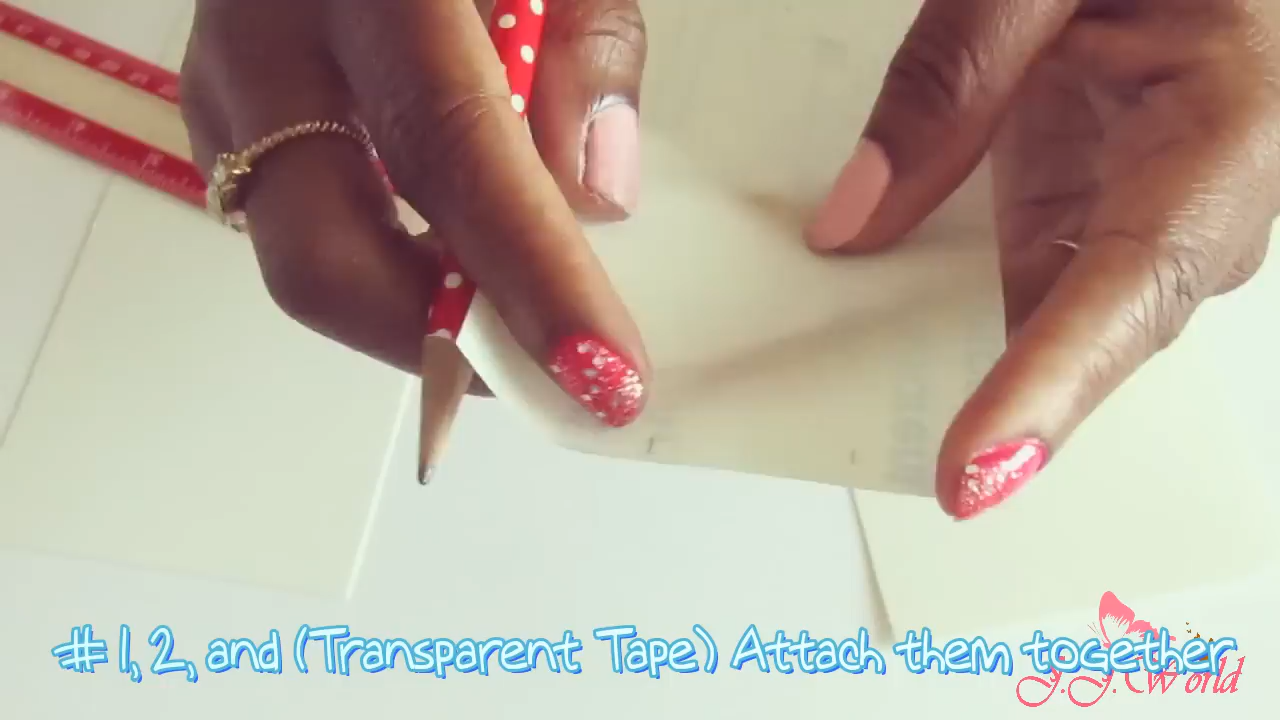 # 1, 2, and (Transparent Tape) Attach them together
J.J. World